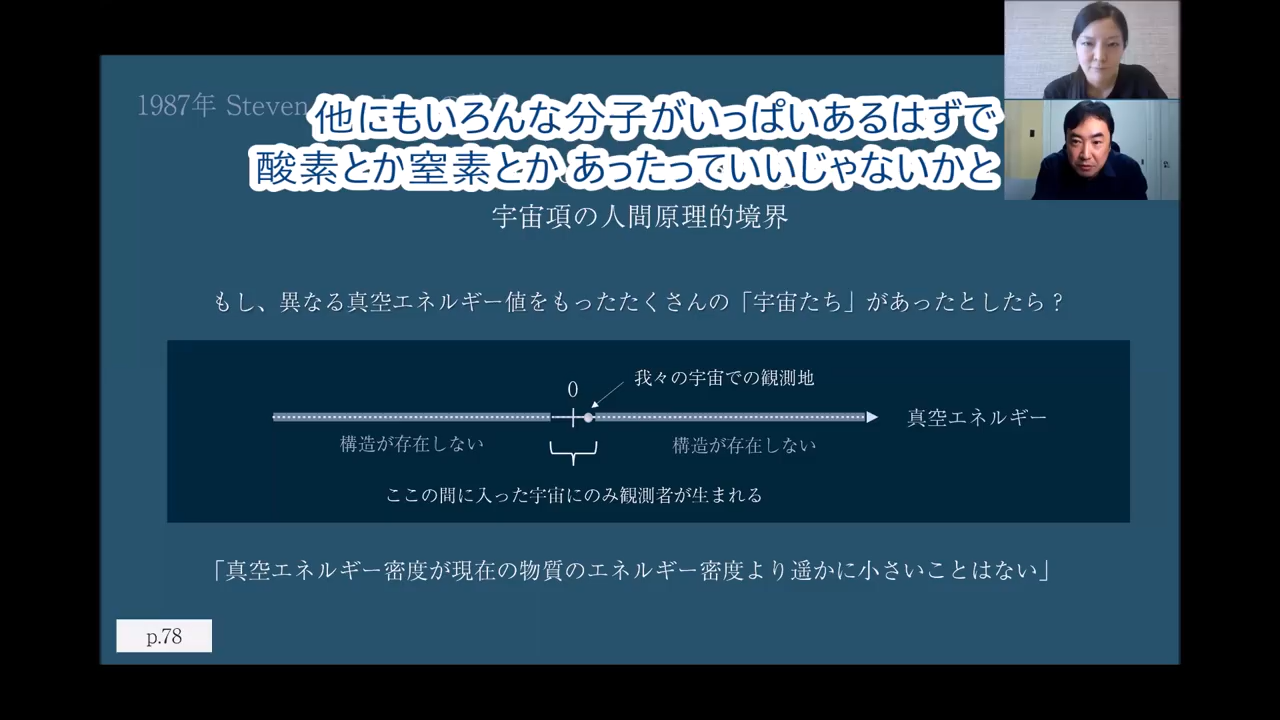 1987年 Steven
他にもいろんな分子がいっぱいあるはずで
酸素とか窒素とか あったっていいじゃないかと
宇宙項の人間原理的境界
もし、異なる真空エネルギー値をもったたくさんの「宇宙たち」があったとしたら？
我々の宇宙での観測地
0
真空エネルギー
構造が存在しない
構造が存在しない
ここの間に入った宇宙にのみ観測者が生まれる
「真空エネルギー密度が現在の物質のエネルギー密度より遥かに小さいことはない」
p.78